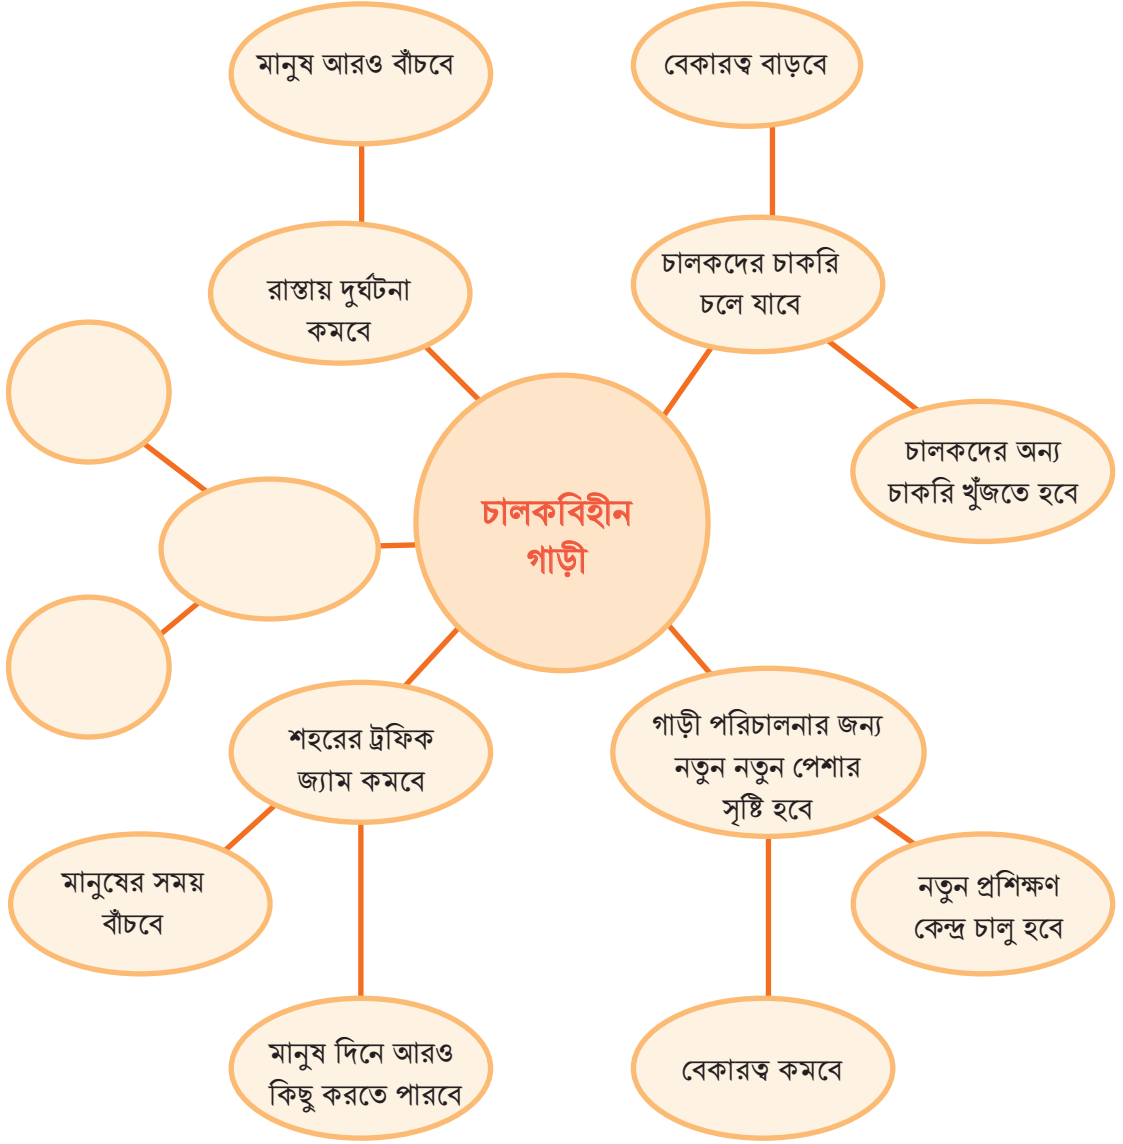 মানুষ আরও বাঁচবে
বেকারত্ব বাড়বে
রাস্তায় দুর্ঘটনা
কমবে
চালকদের চাকরি
চলে যাবে
চালকদের অন্য
চাকরি খুঁজতে হবে
চালকবিহীন
গাড়ী
শহরের ট্রফিক
জ্যাম কমবে
গাড়ী পরিচালনার জন্য
নতুন নতুন পেশার
সৃষ্টি হবে
মানুষের সময়
বাঁচবে
নতুন প্রশিক্ষণ
কেন্দ্র চালু হবে
মানুষ দিনে আরও
কিছু করতে পারবে
বেকারত্ব কমবে